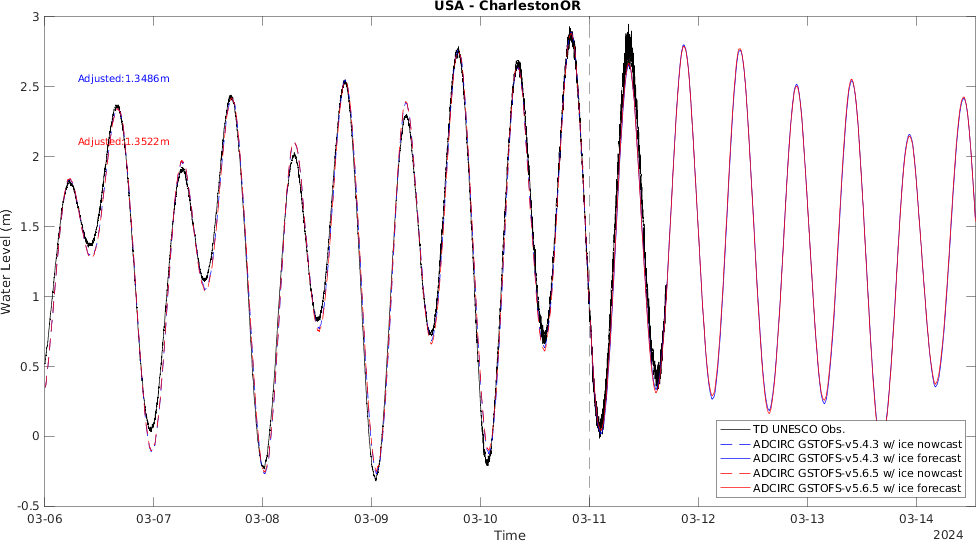 USA - CharlestonOR
3
2.5
2
1.5
1
0.5
0
-0.5
Water Level (m)
Adjusted:1.3486m
Adjusted:1.3522m
TD UNESCO Obs.
ADCIRC GSTOFS-v5.4.3 w/ ice nowcast
ADCIRC GSTOFS-v5.4.3 w/ ice forecast
ADCIRC GSTOFS-v5.6.5 w/ ice nowcast
ADCIRC GSTOFS-v5.6.5 w/ ice forecast
03-06 03-07 03-08 03-09 03-10 03-11 03-12 03-13 03-14
Time
2024